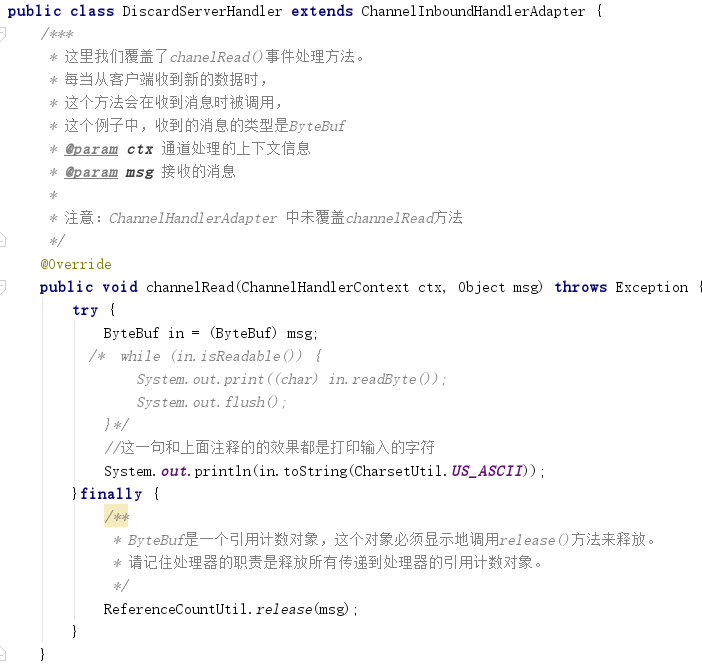 public class DiscardServerHandler extends ChannelInboundHandlerAdapter {
/***
* 这里我们覆盖了chanelRead()事件处理方法。
* 每当从客户端收到新的数据时，
* 这个方法会在收到消息时被调用，
* 这个例子中，收到的消息的类型是ByteBuf
* @param ctx 通道处理的上下文信息
* @param msg 接收的消息
*
* 注意：ChannelHandlerAdapter 中未覆盖channelRead方法
*/
@Override
public void channelRead(ChannelHandlerContext ctx, Object msg) throws Exception {
try {
ByteBuf in = (ByteBuf) msg;
/* while (in.isReadable()) {
System.out.print((char) in.readByte());
System.out.flush();
}*/
//这一句和上面注释的的效果都是打印输入的字符
System.out.println(in.toString(CharsetUtil.US_ASCII));
}finally {
/**
* ByteBuf是一个引用计数对象，这个对象必须显示地调用release()方法来释放。
* 请记住处理器的职责是释放所有传递到处理器的引用计数对象。
*/
ReferenceCountUtil.release(msg);
}
}